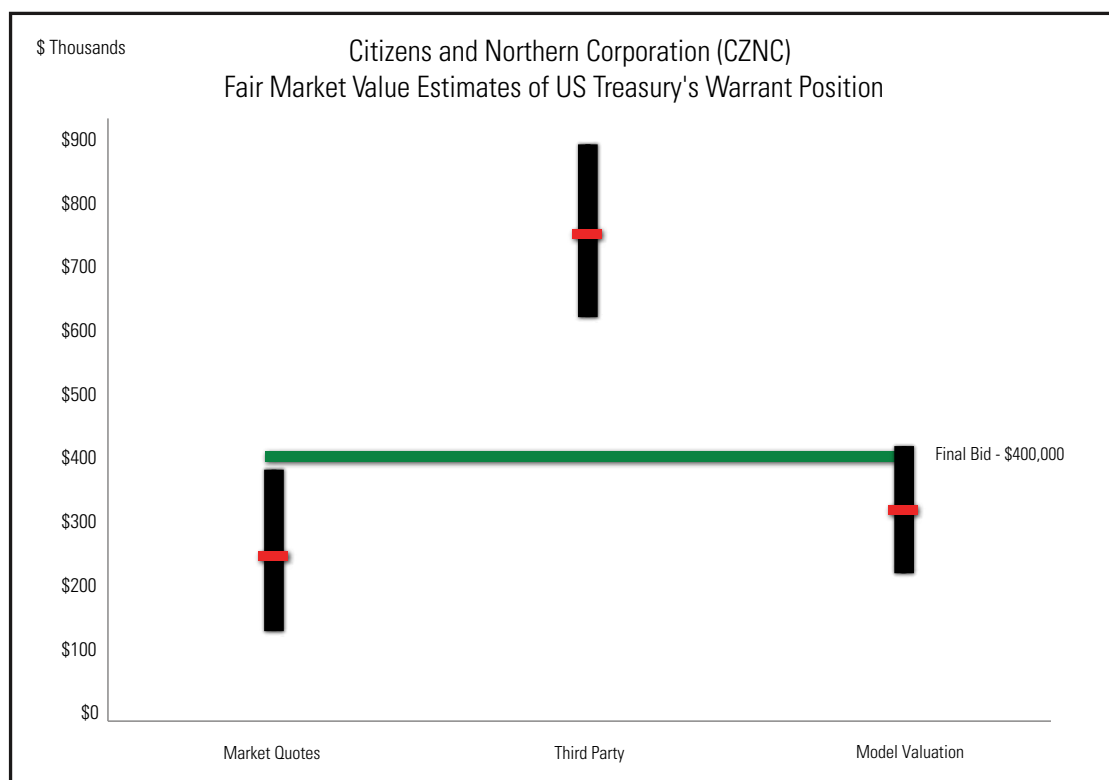 $ Thousands
Citizens and Northern Corporation (CZNC)
Fair Market Value Estimates of US Treasury's Warrant Position
$900
$800
$700
$600
$500
$400
Final Bid - $400,000
$300
$200
$100
$0
Market Quotes
Third Party
Model Valuation